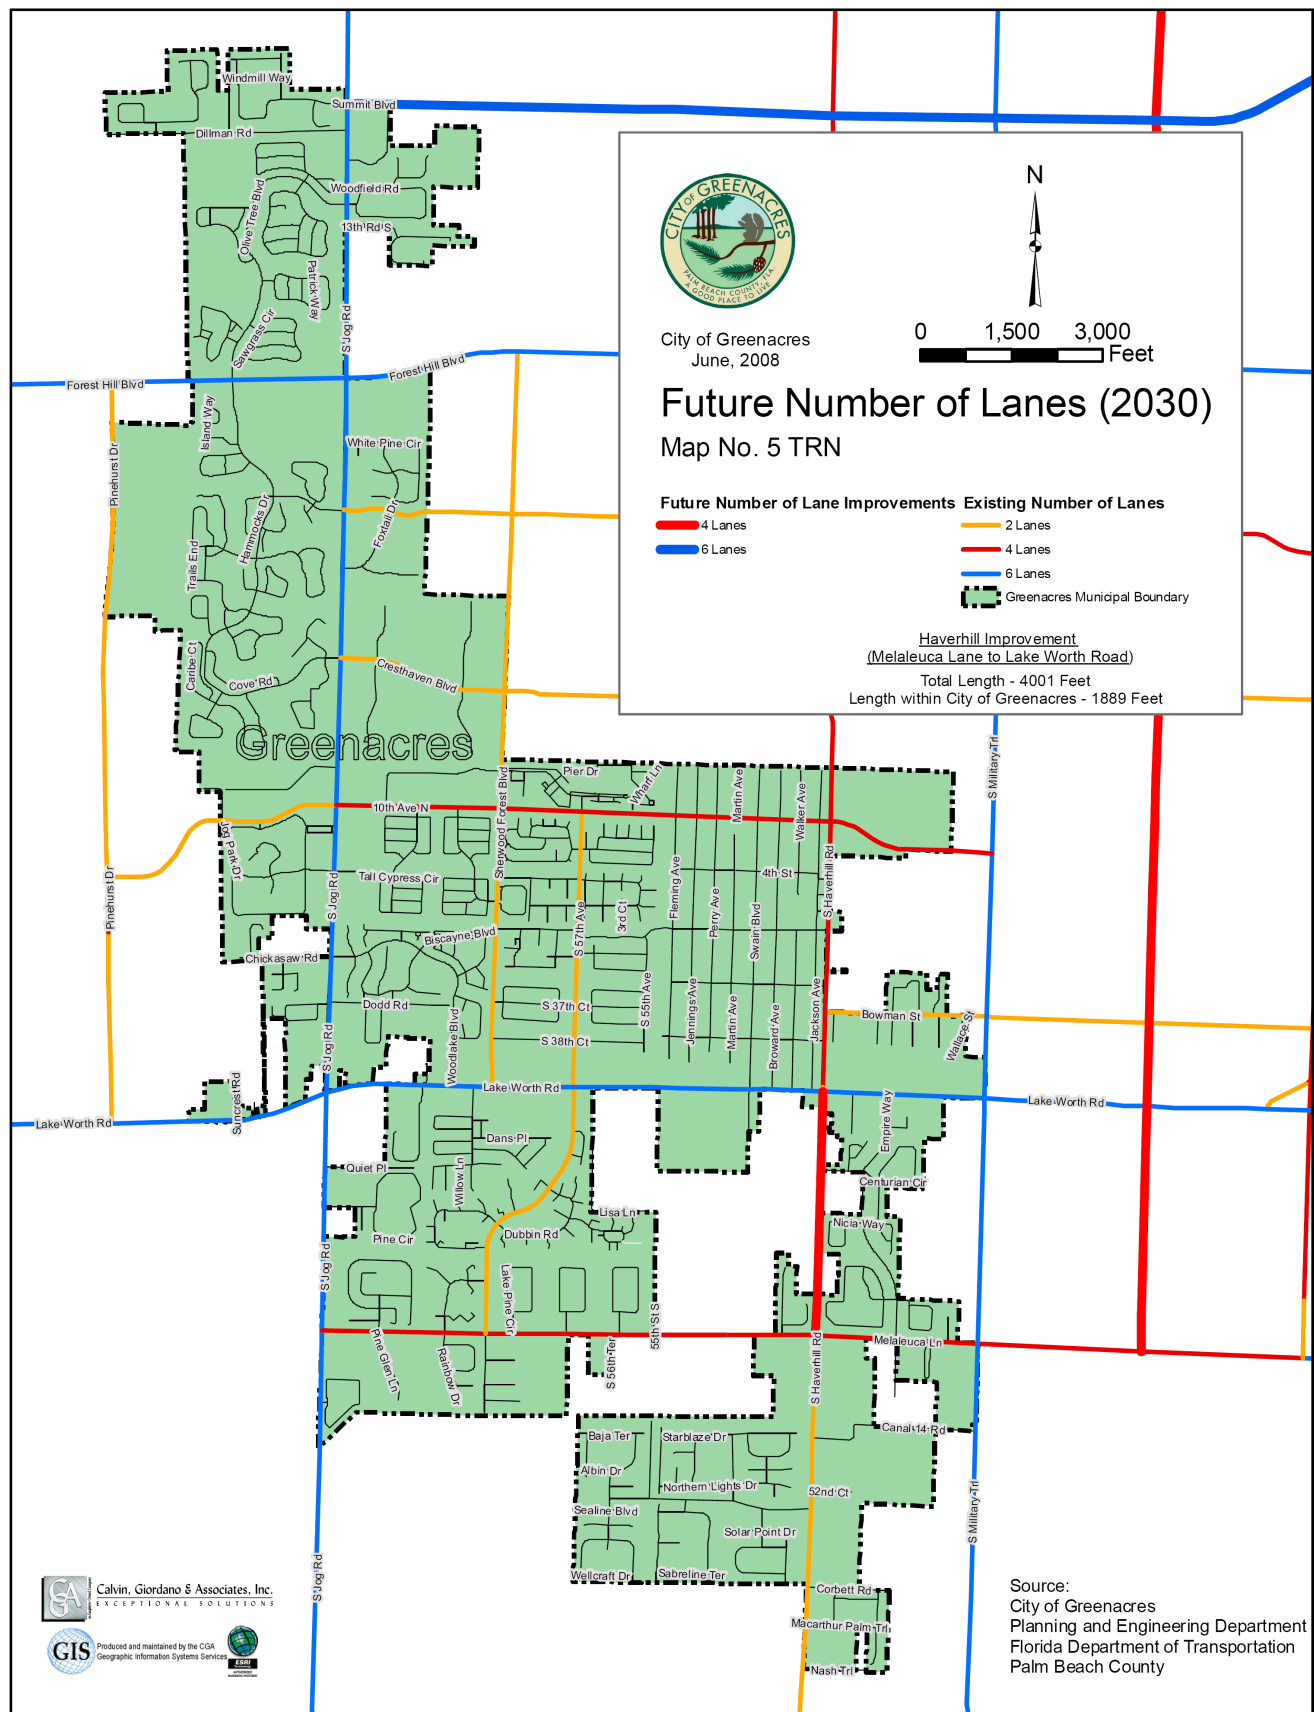 Windmill Way
Summit Blvd
Dillman Rd
Woodfield Rd
Olive Tree Blvd
13th Rd S
Patrick Way
S Jog Rd
Sawgrass Cir
Forest Hill Blvd
Forest Hill Blvd
Island Way
White Pine Cir
Pinehurst Dr
Hammocks Dr
Foxtail Dr
Trails End
Caribe Ct
Cove Rd
Cresthaven Blvd
Greenacres
CITY OF GREENACRES
PALM BEACH COUNTY, FLA.
A GOOD PLACE TO LIVE
N
City of Greenacres
June, 2008
0 1,500 3,000
Feet
Future Number of Lanes (2030)
Map No. 5 TRN
Future Number of Lane Improvements
4 Lanes
6 Lanes
Existing Number of Lanes
2 Lanes
4 Lanes
6 Lanes
Greenacres Municipal Boundary
Haverhill Improvement
(Melaleuca Lane to Lake Worth Road)
Total Length - 4001 Feet
Length within City of Greenacres - 1889 Feet
S Military Trl
Pier Dr
Wharf Ln
Martin Ave
Walker Ave
10th Ave N
Sherwood Forest Blvd
Jog Park Dr
Tall Cypress Cir
4th St
S Haverhill Rd
Pinehurst Dr
S Jog Rd
Fleming Ave
Perry Ave
Swain Blvd
3rd Ct
S 57th Ave
Biscayne Blvd
Chickasaw Rd
Dodd Rd
S 37th Ct
S 55th Ave
Jennings Ave
Martin Ave
Broward Ave
Jackson Ave
Bowman St
Wallace St
S Jog Rd
Woodlake Blvd
S 38th Ct
Lake Worth Rd
Lake Worth Rd
Lake Worth Rd
Suncrest Rd
Empire Way
Dans Pl
Quiet Pl
Willow Ln
Centurian Cir
Lisa Ln
Nicia Way
Pine Cir
Dubbin Rd
S Jog Rd
Lake Pine Cir
55th St S
Melaleuca Ln
Pine Glen Ln
Rainbow Dr
S 56th Ter
S Haverhill Rd
Canal 14 Rd
Baja Ter
Starblaze Dr
Albin Dr
Northern Lights Dr
52nd Ct
Sealine Blvd
Solar Point Dr
S Military Trl
Wellcraft Dr
Sabreline Ter
Corbett Rd
S Jog Rd
Macarthur Palm Trl
Nash Trl
CGA
Calvin, Giordano & Associates, Inc.
EXCEPTIONAL SOLUTIONS
GIS
Produced and maintained by the CGA
Geographic Information Systems Services
ESRI
Source:
City of Greenacres
Planning and Engineering Department
Florida Department of Transportation
Palm Beach County